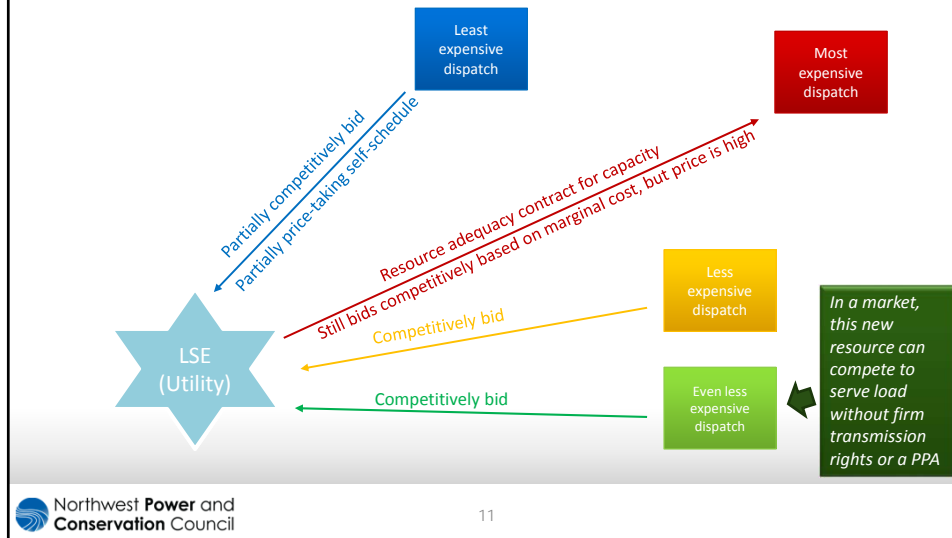 Least
expensive
dispatch
Most
expensive
dispatch
Partially competitively bid
Partially price-taking self-schedule
Resource adequacy contract for capacity
Still bids competitively based on marginal cost, but price is high
Less
expensive
dispatch
Competitively bid
LSE
(Utility)
Even less
expensive
dispatch
Competitively bid
In a market,
this new
resource can
compete to
serve load
without firm
transmission
rights or a PPA
Northwest Power and
Conservation Council
11